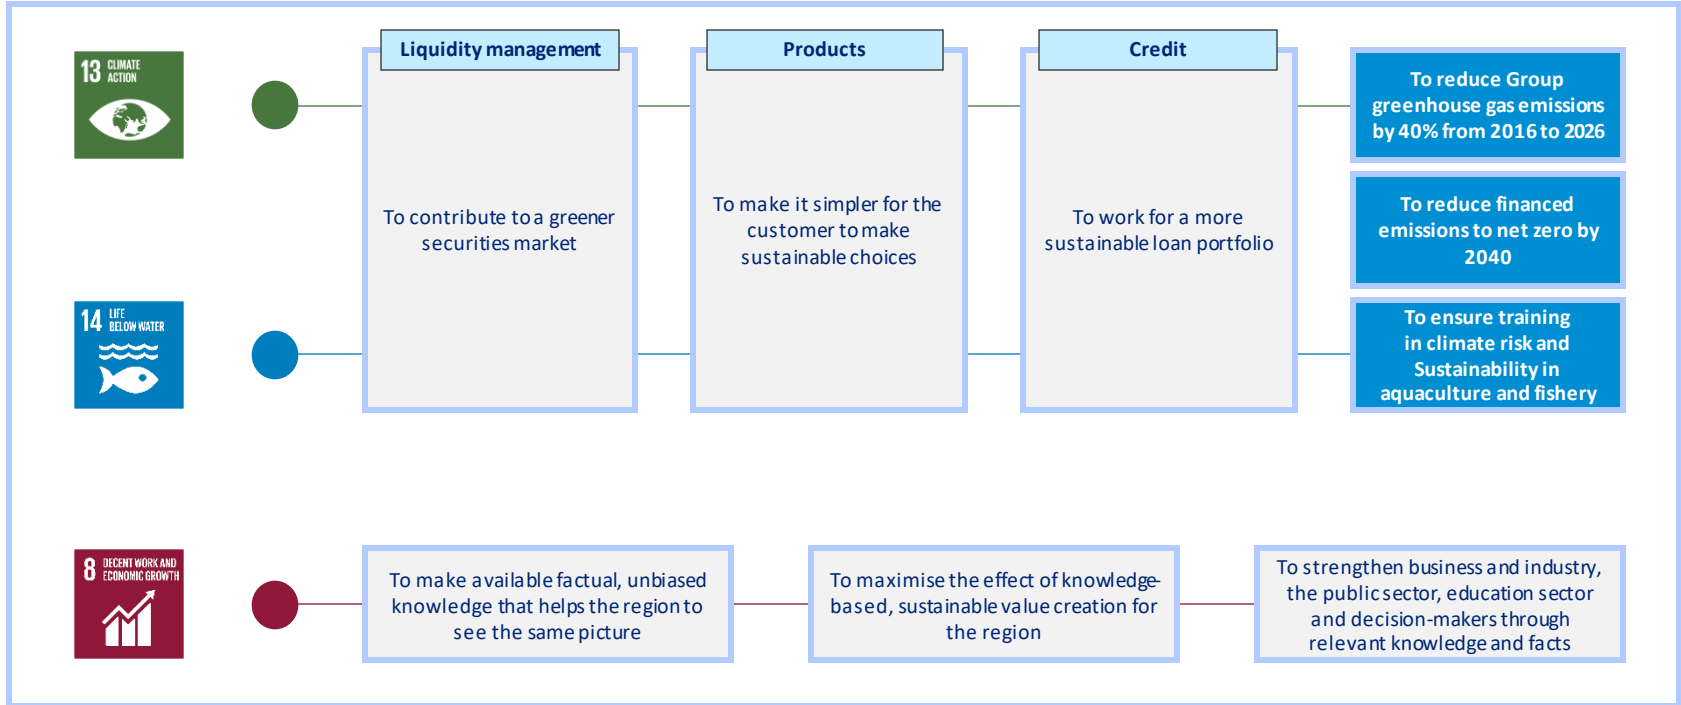 13 CLIMATE
ACTION
Liquidity management
To contribute to a greener
securities market
Products
To make it simpler for the
customer to make
sustainable choices
Credit
To work for a more
sustainable loan portfolio
To reduce Group
greenhouse gas emissions
by 40% from 2016 to 2026
To reduce financed
emissions to net zero by
2040
14 LIFE
BELOW WATER
To ensure training
in climate risk and
Sustainability in
aquaculture and fishery
8 DECENT WORK AND
ECONOMIC GROWTH
To make available factual, unbiased
knowledge that helps the region to
see the same picture
To maximise the effect of knowledge-
based, sustainable value creation for
the region
To strengthen business and industry,
the public sector, education sector
and decision-makers through
relevant knowledge and facts